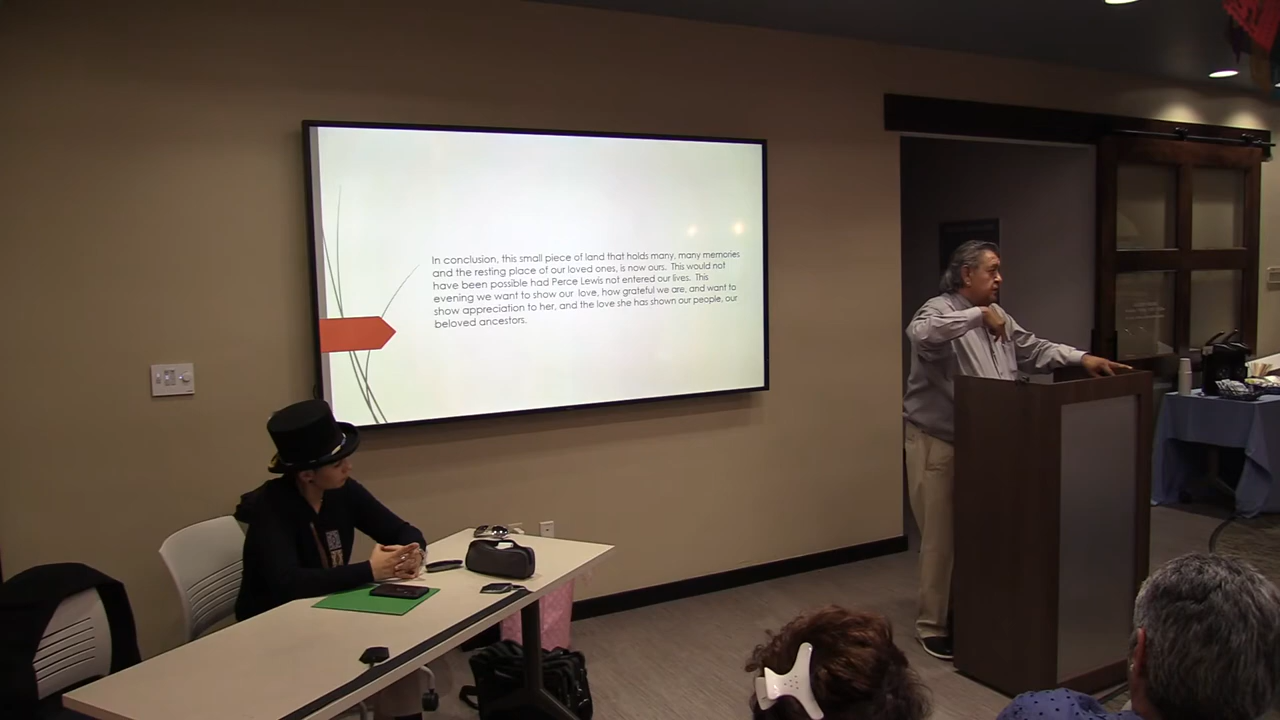 In conclusion, this small piece of land that holds many, many memories
and the resting place of our loved ones, is now ours. This would not
have been possible had Perce Lewis not entered our lives. This
evening we want to show our love, how grateful we are, and want to
show appreciation to her, and the love she has shown our people, our
beloved ancestors.